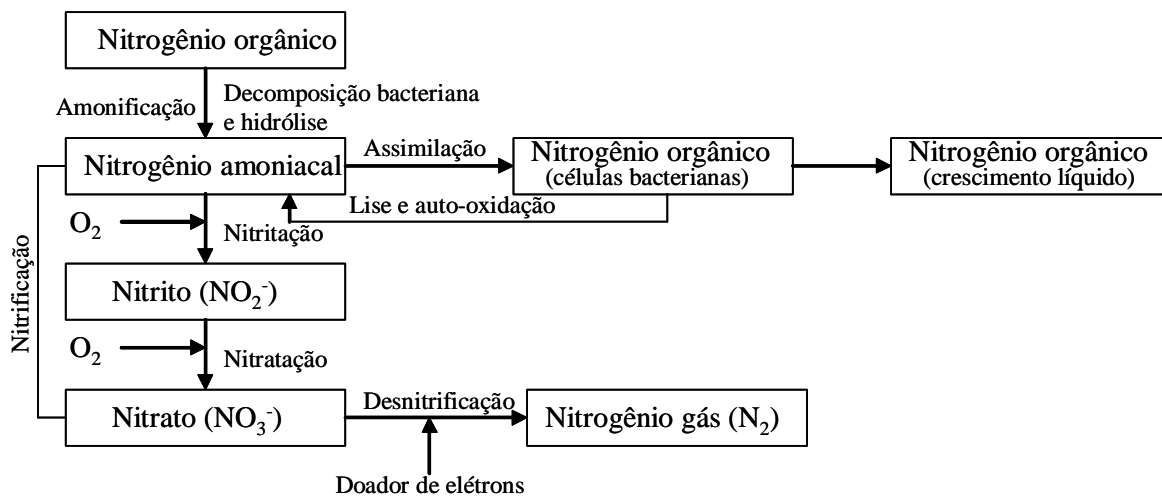 Nitrogênio orgânico
Amonificação
Decomposição bacteriana
e hidrólise
Nitrogênio amoniacal
Assimilação
Nitrogênio orgânico
(células bacterianas)
Nitrogênio orgânico
(crescimento líquido)
Lise e auto-oxidação
O₂
Nitritação
Nitrificação
Nitrito (NO₂⁻)
O₂
Nitratação
Nitrato (NO₃⁻)
Desnitrificação
Nitrogênio gás (N₂)
Doador de elétrons